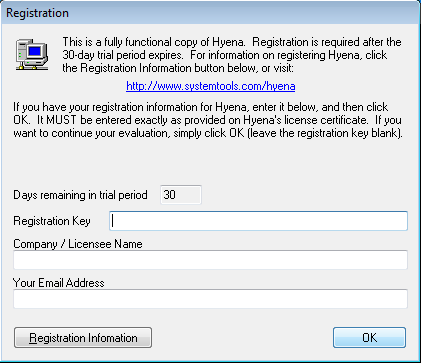 Registration
This is a fully functional copy of Hyena. Registration is required after the
30-day trial period expires. For information on registering Hyena, click
the Registration Information button below, or visit:
http://www.systemtools.com/hyena
If you have your registration information for Hyena, enter it below, and then click
OK. It MUST be entered exactly as provided on Hyena's license certificate. If you
want to continue your evaluation, simply click OK (leave the registration key blank).
Days remaining in trial period 30
Registration Key
Company / Licensee Name
Your Email Address
Registration Infomation OK